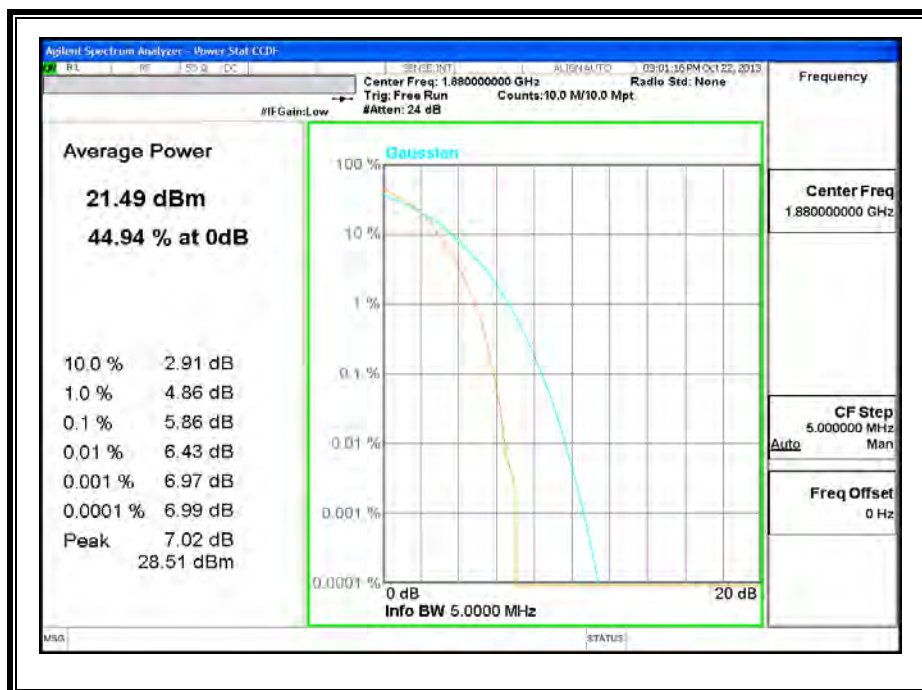 Agilent Spectrum Analyzer - Power Stat CCDF
RL RF 50 Ω DC SENSE:INT ALIGN AUTO 09:01:16 PM Oct 22, 2013
Center Freq: 1.880000000 GHz Radio Std: None
Trig: Free Run Counts:10.0 M/10.0 Mpt
#IFGain:Low #Atten: 24 dB
Frequency
Average Power
21.49 dBm
44.94 % at 0dB
10.0 % 2.91 dB
1.0 % 4.86 dB
0.1 % 5.86 dB
0.01 % 6.43 dB
0.001 % 6.97 dB
0.0001 % 6.99 dB
Peak 7.02 dB
28.51 dBm
Gaussian
100 %
10 %
1 %
0.1 %
0.01 %
0.001 %
0.0001 %
0 dB 20 dB
Info BW 5.0000 MHz
Center Freq
1.880000000 GHz
CF Step
5.000000 MHz
Auto Man
Freq Offset
0 Hz
MSG STATUS